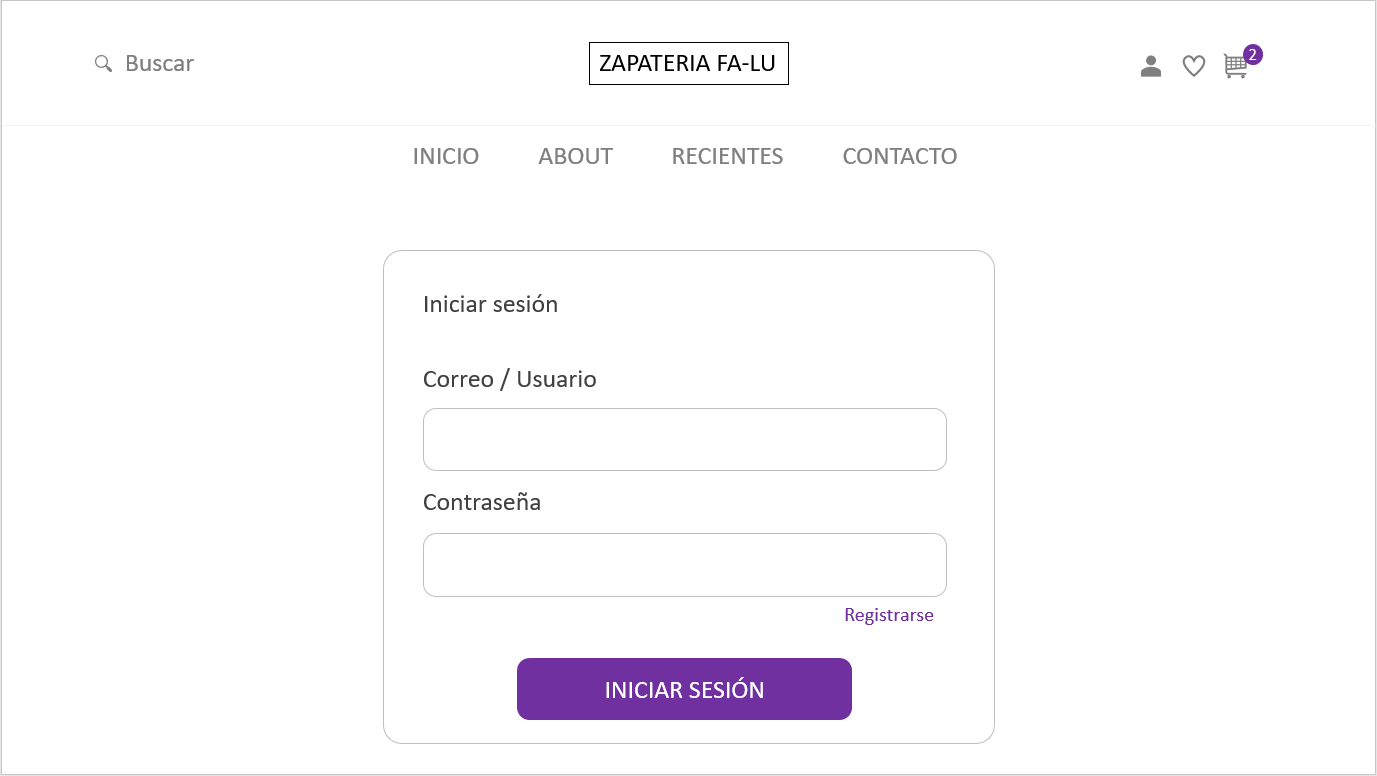 Buscar
ZAPATERIA FA-LU
2
INICIO ABOUT RECIENTES CONTACTO
Iniciar sesión
Correo / Usuario
Contraseña
Registrarse
INICIAR SESIÓN